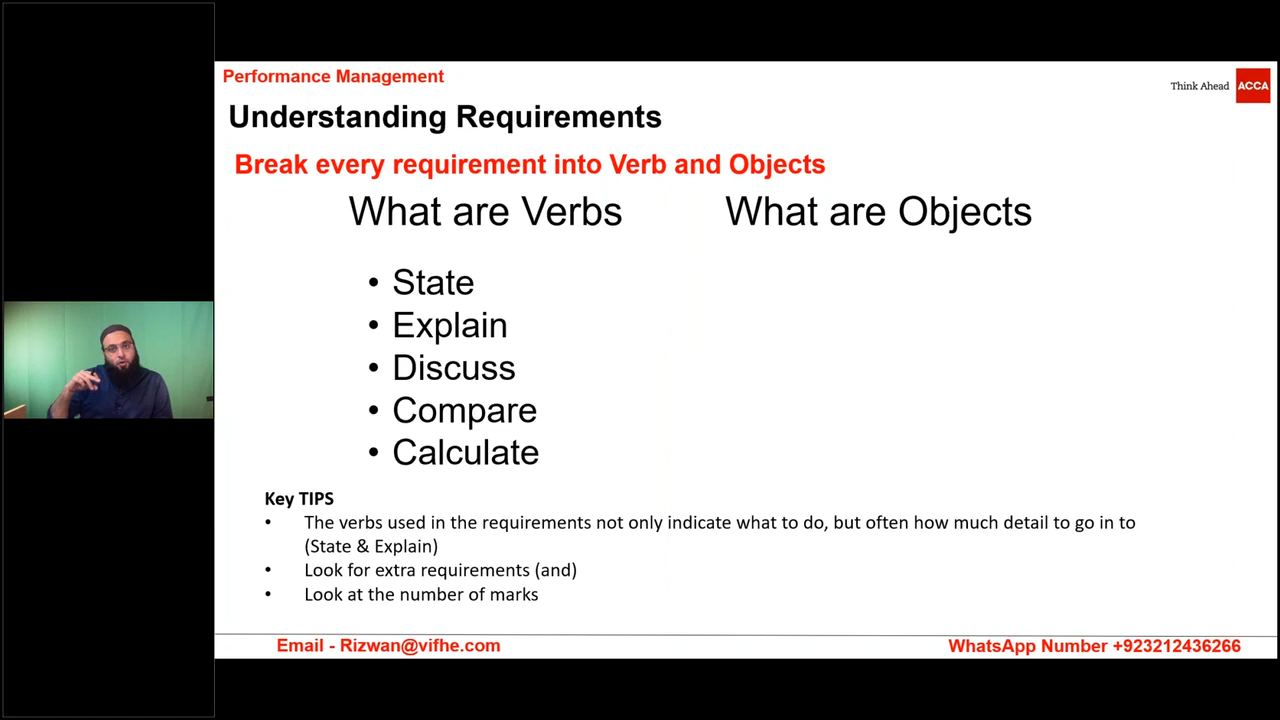 Performance Management
Think Ahead ACCA
Understanding Requirements
Break every requirement into Verb and Objects
What are Verbs
What are Objects
• State
• Explain
• Discuss
• Compare
• Calculate
Key TIPS
• The verbs used in the requirements not only indicate what to do, but often how much detail to go in to
(State & Explain)
• Look for extra requirements (and)
• Look at the number of marks
Email - Rizwan@vifhe.com
WhatsApp Number +923212436266